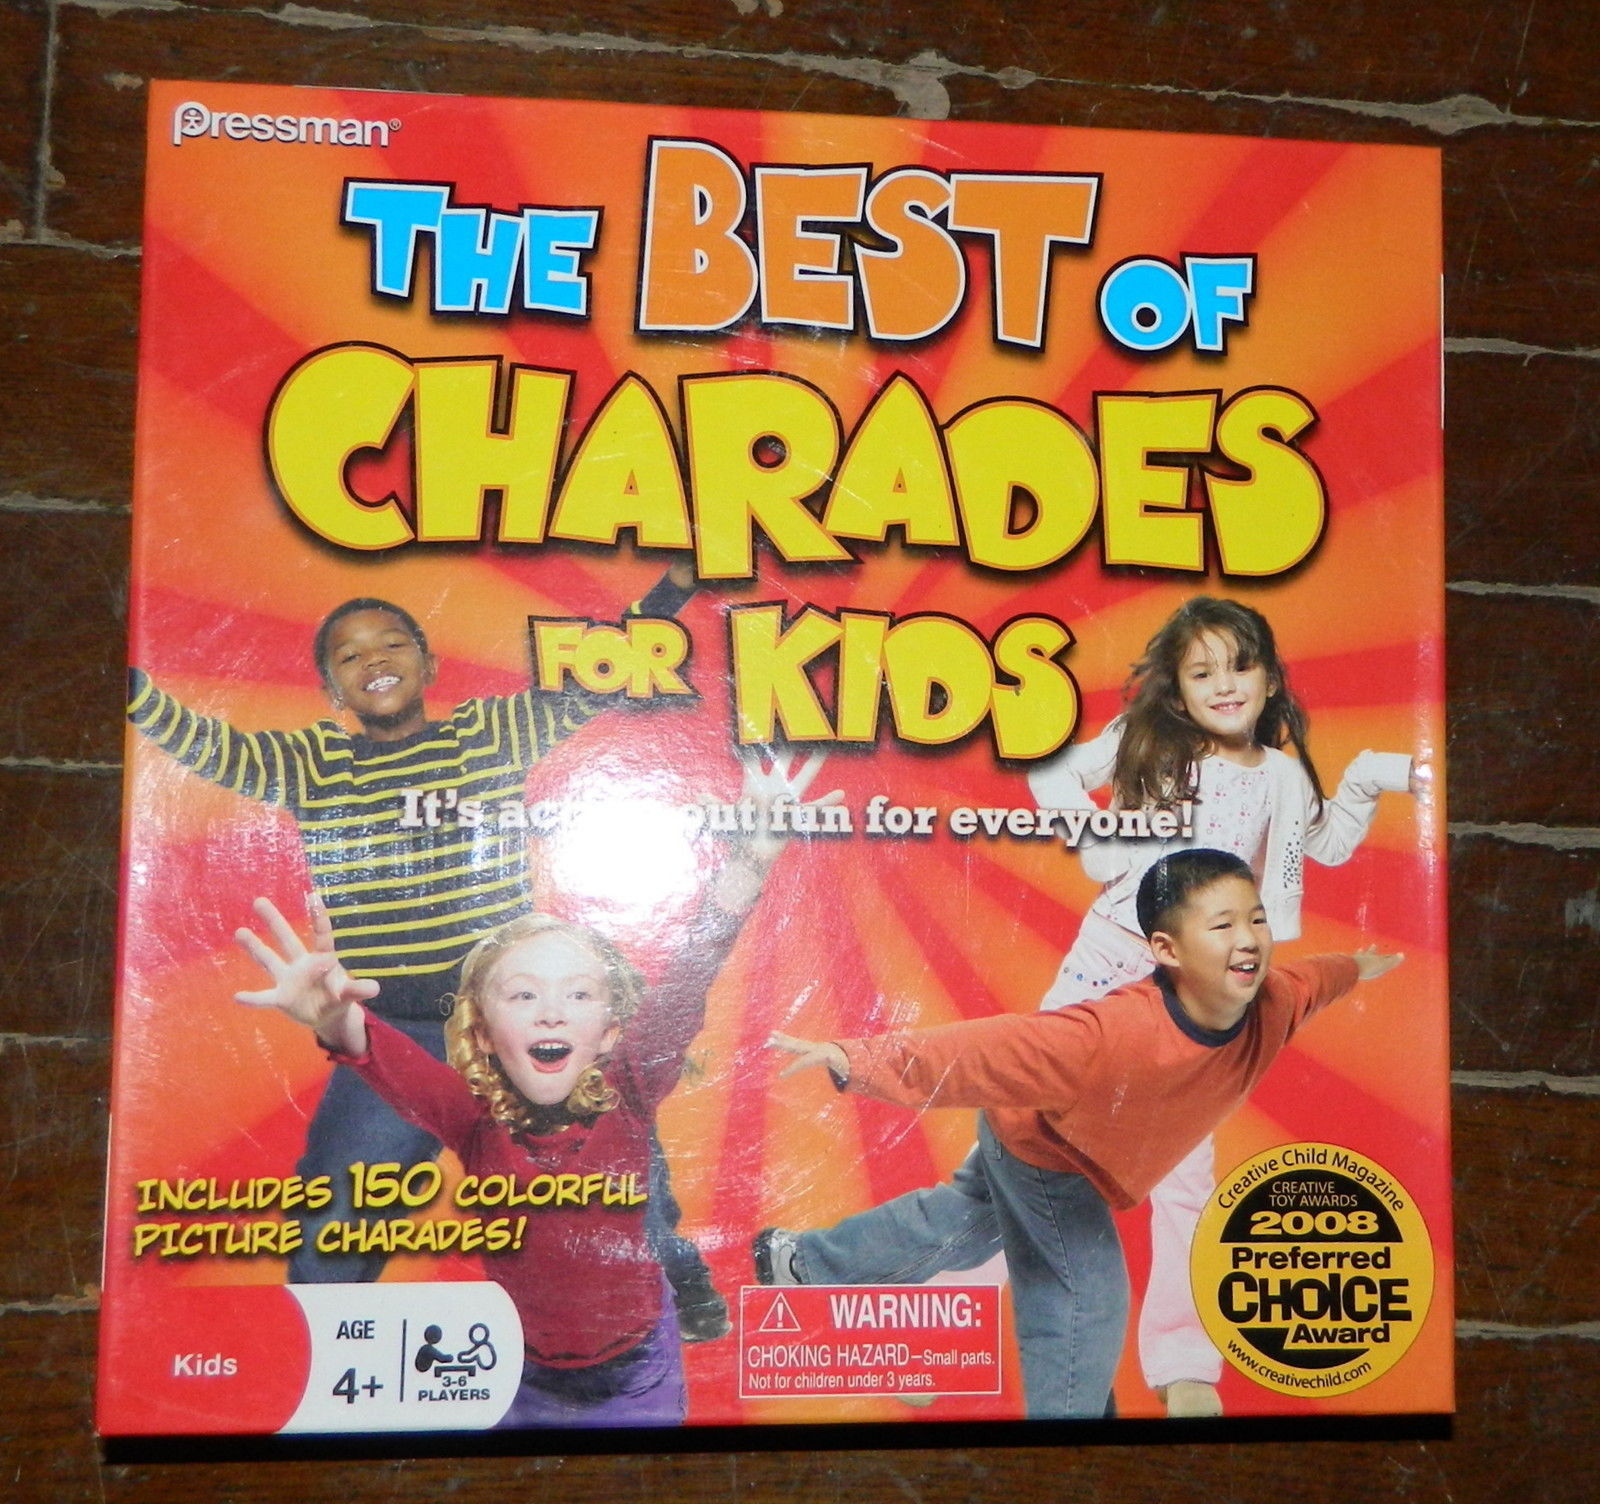 Pressman®
THE BEST OF
CHARADES
FOR KIDS
It's out fun for everyone!
INCLUDES 150 COLORFUL
PICTURE CHARADES!
Kids
AGE
4+
3-6
PLAYERS
WARNING:
CHOKING HAZARD-Small parts.
Not for children under 3 years.
Creative Child Magazine
CREATIVE
TOY AWARDS
2008
Preferred
CHOICE
Award
www.creativechild.com